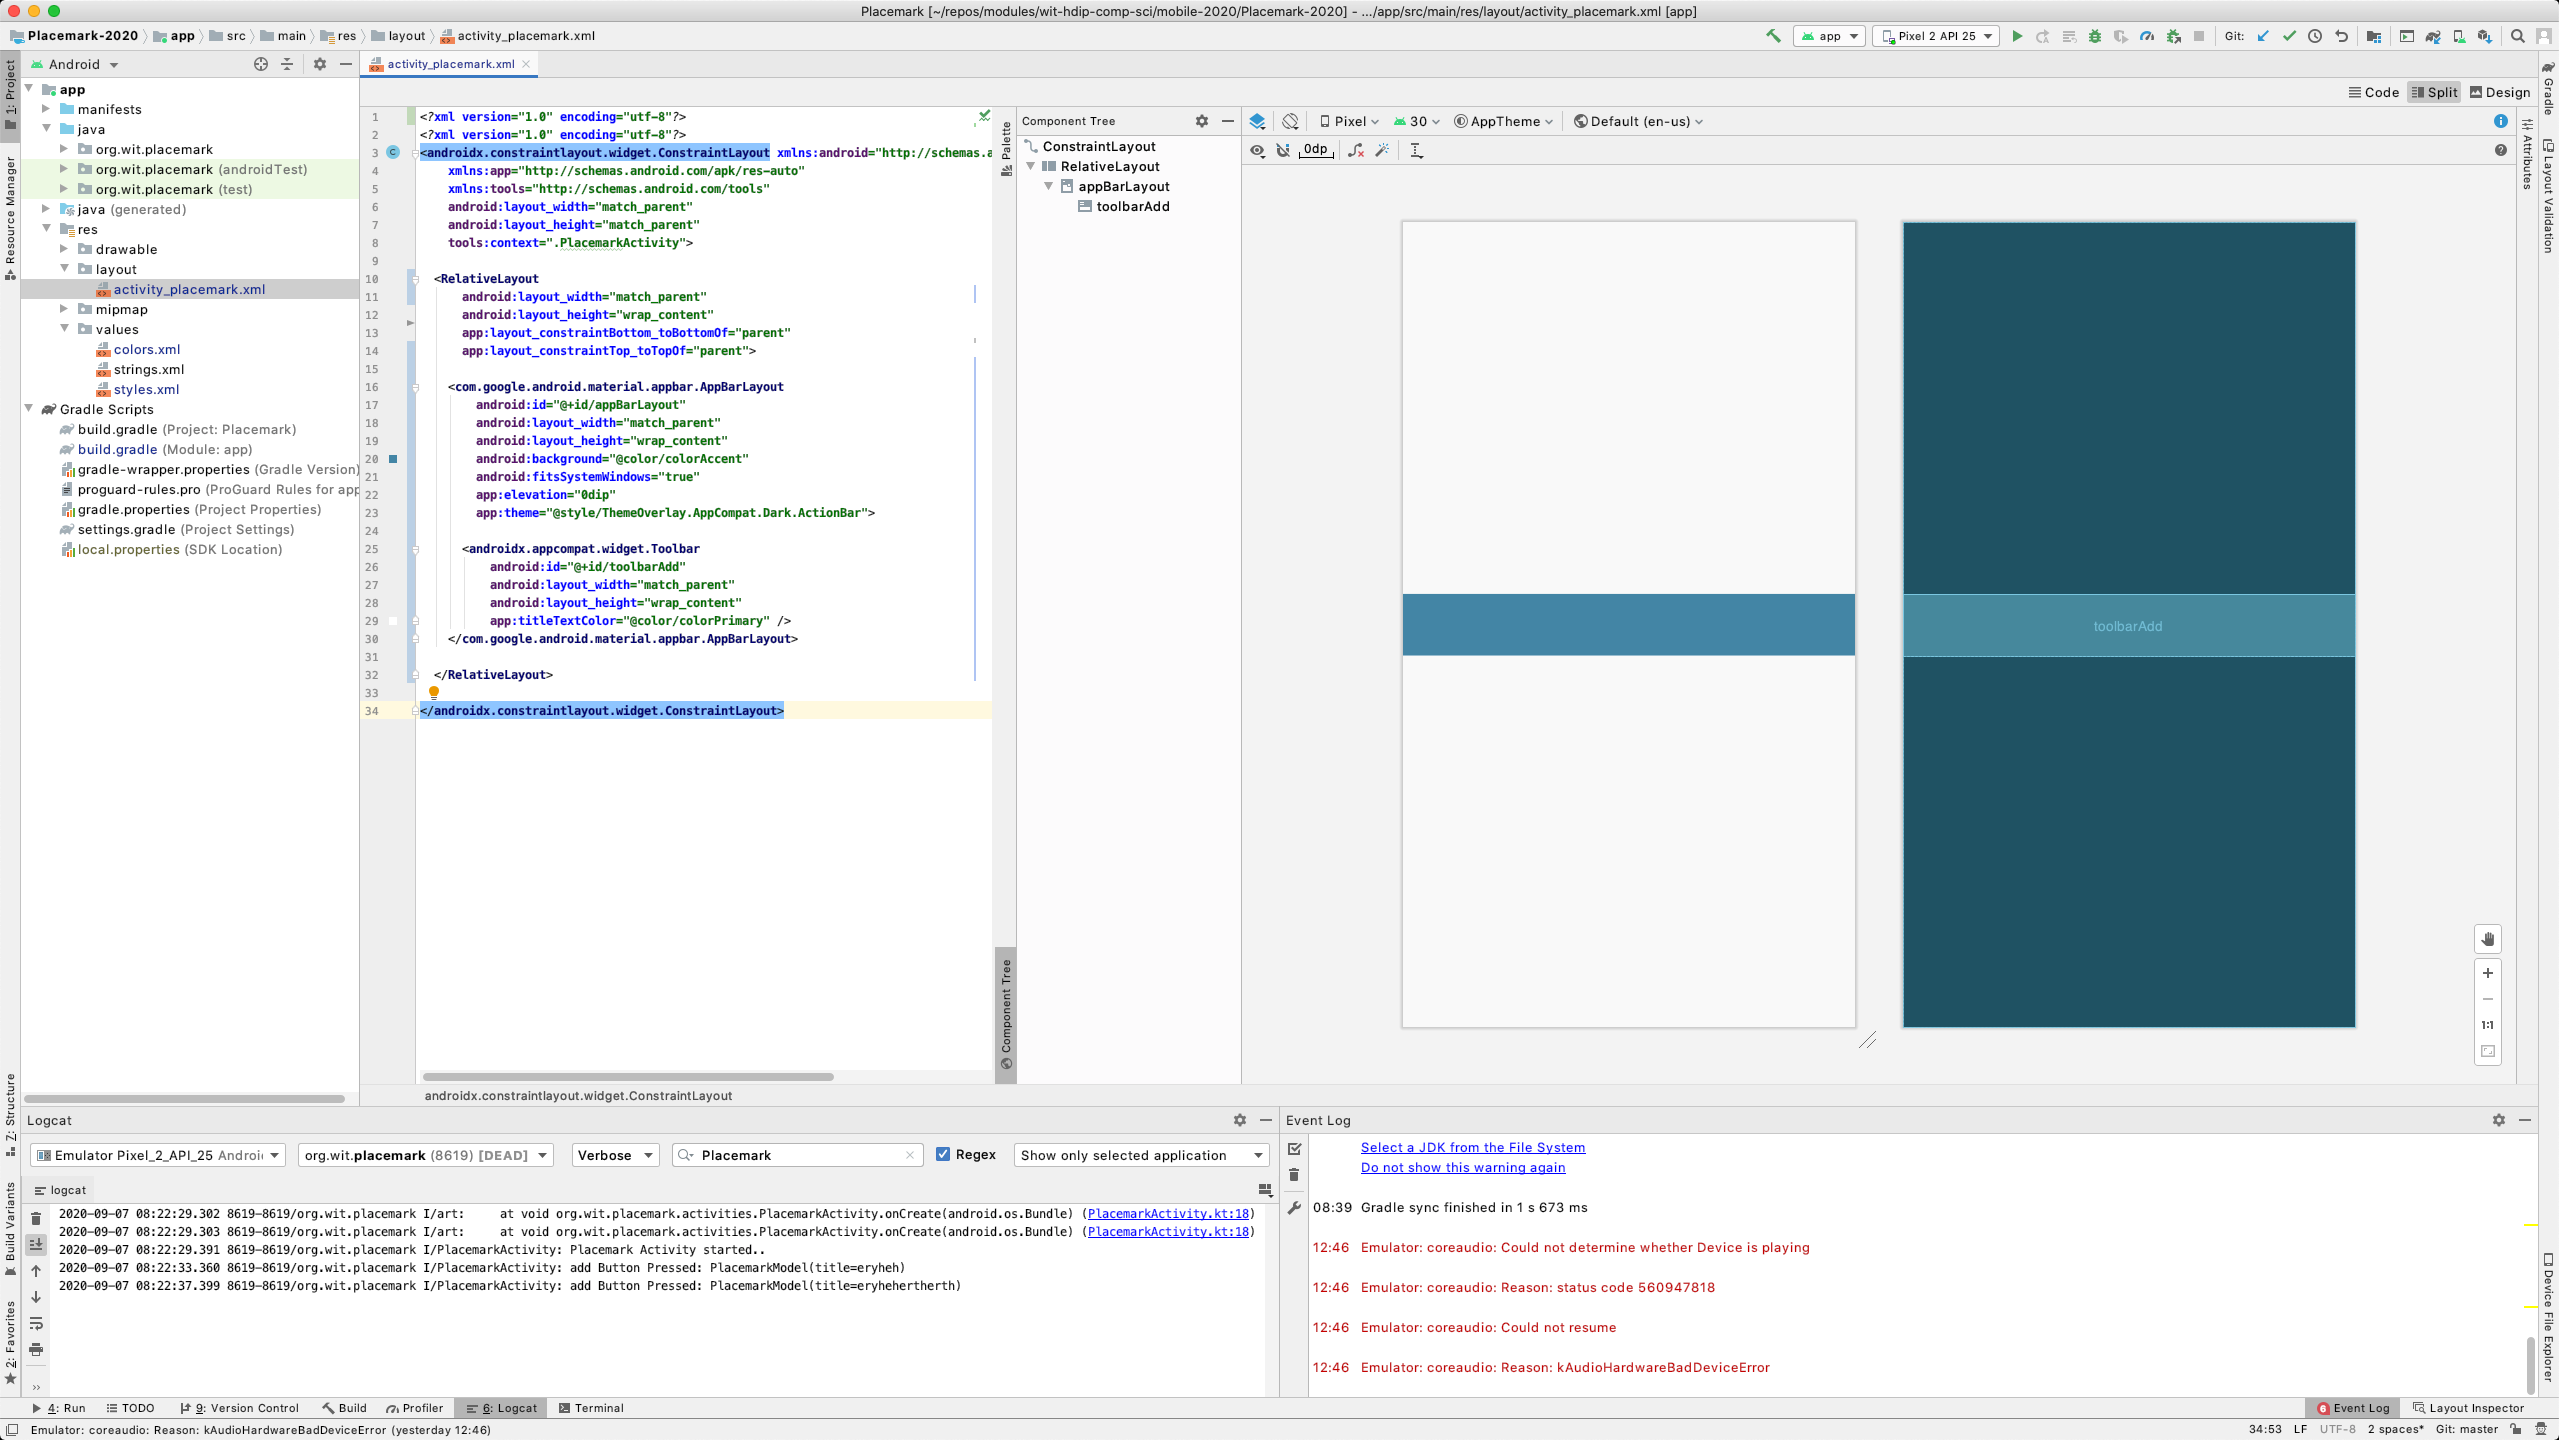 Placemark [~/repos/modules/wit-hdip-comp-sci/mobile-2020/Placemark-2020] - .../app/src/main/res/layout/activity_placemark.xml [app]
Placemark-2020 app src main res layout activity_placemark.xml
app Pixel 2 API 25 Git:
Android
activity_placemark.xml
Code Split Design
1: Project
Resource Manager
Z: Structure
Build Variants
2: Favorites
app
manifests
java
org.wit.placemark
org.wit.placemark (androidTest)
org.wit.placemark (test)
java (generated)
res
drawable
layout
activity_placemark.xml
mipmap
values
colors.xml
strings.xml
styles.xml
Gradle Scripts
build.gradle (Project: Placemark)
build.gradle (Module: app)
gradle-wrapper.properties (Gradle Version)
proguard-rules.pro (ProGuard Rules for app
gradle.properties (Project Properties)
settings.gradle (Project Settings)
local.properties (SDK Location)
1 <?xml version="1.0" encoding="utf-8"?>
2 <?xml version="1.0" encoding="utf-8"?>
3 <androidx.constraintlayout.widget.ConstraintLayout xmlns:android="http://schemas.a
4 xmlns:app="http://schemas.android.com/apk/res-auto"
5 xmlns:tools="http://schemas.android.com/tools"
6 android:layout_width="match_parent"
7 android:layout_height="match_parent"
8 tools:context=".PlacemarkActivity">
9
10 <RelativeLayout
11 android:layout_width="match_parent"
12 android:layout_height="wrap_content"
13 app:layout_constraintBottom_toBottomOf="parent"
14 app:layout_constraintTop_toTopOf="parent">
15
16 <com.google.android.material.appbar.AppBarLayout
17 android:id="@+id/appBarLayout"
18 android:layout_width="match_parent"
19 android:layout_height="wrap_content"
20 android:background="@color/colorAccent"
21 android:fitsSystemWindows="true"
22 app:elevation="0dip"
23 app:theme="@style/ThemeOverlay.AppCompat.Dark.ActionBar">
24
25 <androidx.appcompat.widget.Toolbar
26 android:id="@+id/toolbarAdd"
27 android:layout_width="match_parent"
28 android:layout_height="wrap_content"
29 app:titleTextColor="@color/colorPrimary" />
30 </com.google.android.material.appbar.AppBarLayout>
31
32 </RelativeLayout>
33
34 </androidx.constraintlayout.widget.ConstraintLayout>
androidx.constraintlayout.widget.ConstraintLayout
Palette
Component Tree
Component Tree
ConstraintLayout
RelativeLayout
appBarLayout
toolbarAdd
Pixel 30 AppTheme Default (en-us)
0dp
toolbarAdd
1:1
Gradle
Layout Validation
Attributes
Device File Explorer
Logcat
Emulator Pixel_2_API_25 Androi org.wit.placemark (8619) [DEAD] Verbose Placemark Regex Show only selected application
logcat
2020-09-07 08:22:29.302 8619-8619/org.wit.placemark I/art: at void org.wit.placemark.activities.PlacemarkActivity.onCreate(android.os.Bundle) (PlacemarkActivity.kt:18)
2020-09-07 08:22:29.303 8619-8619/org.wit.placemark I/art: at void org.wit.placemark.activities.PlacemarkActivity.onCreate(android.os.Bundle) (PlacemarkActivity.kt:18)
2020-09-07 08:22:29.391 8619-8619/org.wit.placemark I/PlacemarkActivity: Placemark Activity started..
2020-09-07 08:22:33.360 8619-8619/org.wit.placemark I/PlacemarkActivity: add Button Pressed: PlacemarkModel(title=eryheh)
2020-09-07 08:22:37.399 8619-8619/org.wit.placemark I/PlacemarkActivity: add Button Pressed: PlacemarkModel(title=eryhehertherth)
Event Log
Select a JDK from the File System
Do not show this warning again
08:39 Gradle sync finished in 1 s 673 ms
12:46 Emulator: coreaudio: Could not determine whether Device is playing
12:46 Emulator: coreaudio: Reason: status code 560947818
12:46 Emulator: coreaudio: Could not resume
12:46 Emulator: coreaudio: Reason: kAudioHardwareBadDeviceError
4: Run TODO 9: Version Control Build Profiler 6: Logcat Terminal
6 Event Log Layout Inspector
Emulator: coreaudio: Reason: kAudioHardwareBadDeviceError (yesterday 12:46)
34:53 LF UTF-8 2 spaces* Git: master